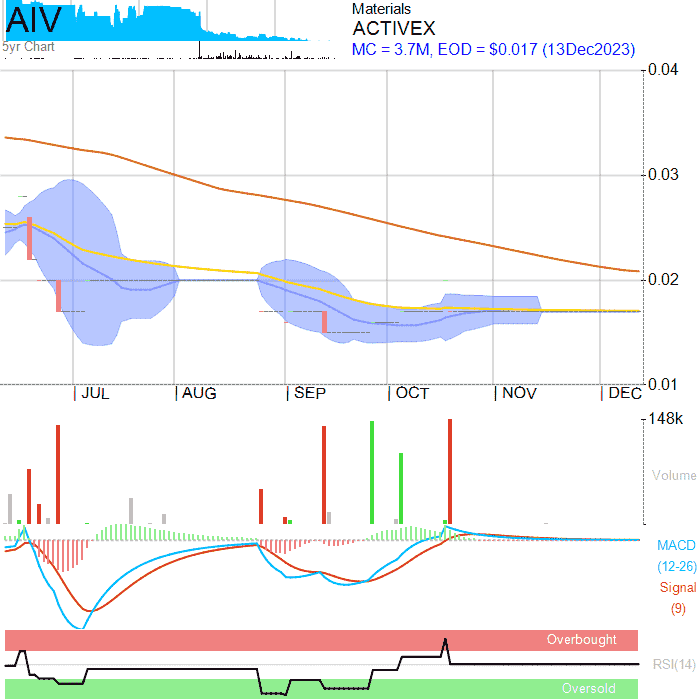 AIV
5yr Chart
Materials
ACTIVEX
MC = 3.7M, EOD = $0.017 (13Dec2023)
0.04
0.03
0.02
0.01
JUL AUG SEP OCT NOV DEC
148k
Volume
MACD
(12-26)
Signal
(9)
Overbought
RSI(14)
Oversold